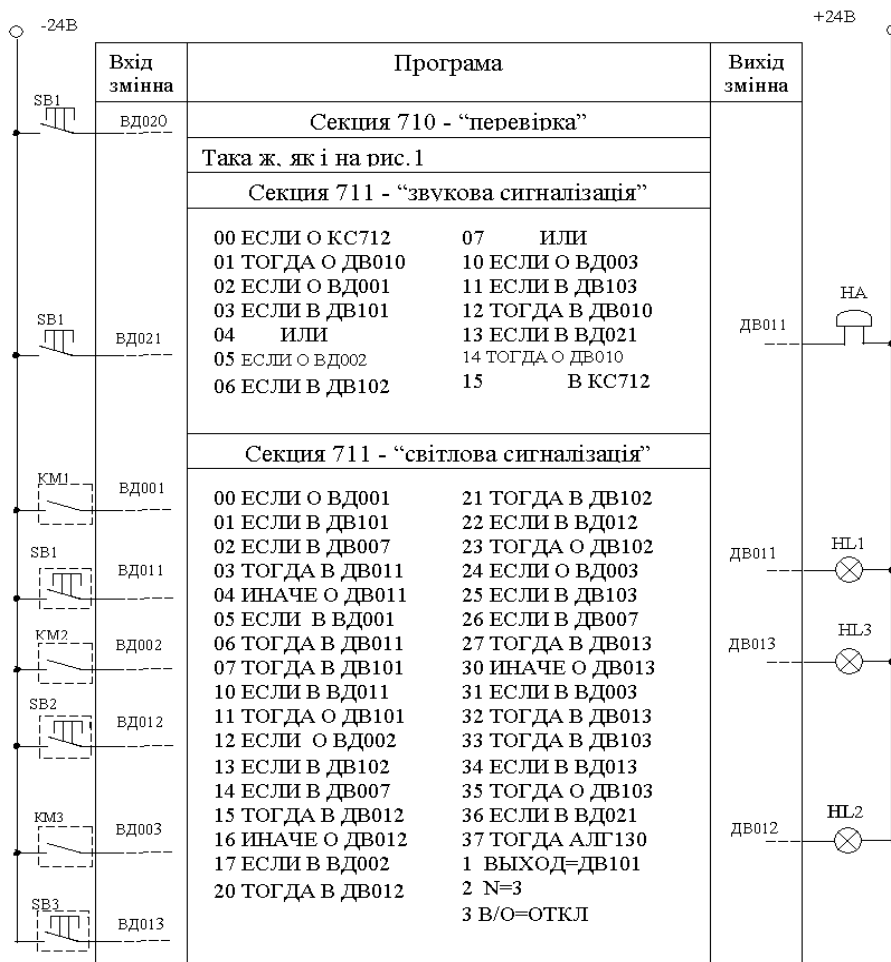 -24В
+24В
Вхід
змінна
Програма
Вихід
змінна
SB1
ВД020
Секция 710 - “перевірка”
Така ж, як і на рис.1
Секция 711 - “звукова сигналізація”
00 ЕСЛИ О КС712
01 ТОГДА О ДВ010
02 ЕСЛИ О ВД001
03 ЕСЛИ В ДВ101
04 ИЛИ
05 ЕСЛИ О ВД002
06 ЕСЛИ В ДВ102
07 ИЛИ
10 ЕСЛИ О ВД003
11 ЕСЛИ В ДВ103
12 ТОГДА В ДВ010
13 ЕСЛИ В ВД021
14 ТОГДА О ДВ010
15 В КС712
SB1
ВД021
ДВ011
HA
Секция 711 - “світлова сигналізація”
00 ЕСЛИ О ВД001
01 ЕСЛИ В ДВ101
02 ЕСЛИ В ДВ007
03 ТОГДА В ДВ011
04 ИНАЧЕ О ДВ011
05 ЕСЛИ В ВД001
06 ТОГДА В ДВ011
07 ТОГДА В ДВ101
10 ЕСЛИ В ВД011
11 ТОГДА О ДВ101
12 ЕСЛИ О ВД002
13 ЕСЛИ В ДВ102
14 ЕСЛИ В ДВ007
15 ТОГДА В ДВ012
16 ИНАЧЕ О ДВ012
17 ЕСЛИ В ВД002
20 ТОГДА В ДВ012
21 ТОГДА В ДВ102
22 ЕСЛИ В ВД012
23 ТОГДА О ДВ102
24 ЕСЛИ О ВД003
25 ЕСЛИ В ДВ103
26 ЕСЛИ В ДВ007
27 ТОГДА В ДВ013
30 ИНАЧЕ О ДВ013
31 ЕСЛИ В ВД003
32 ТОГДА В ДВ013
33 ТОГДА В ДВ103
34 ЕСЛИ В ВД013
35 ТОГДА О ДВ103
36 ЕСЛИ В ВД021
37 ТОГДА АЛГ130
1 ВЫХОД=ДВ101
2 N=3
3 В/О=ОТКЛ
KM1
ВД001
SB1
ВД011
KM2
ВД002
SB2
ВД012
KM3
ВД003
SB3
ВД013
ДВ011
HL1
ДВ013
HL3
ДВ012
HL2